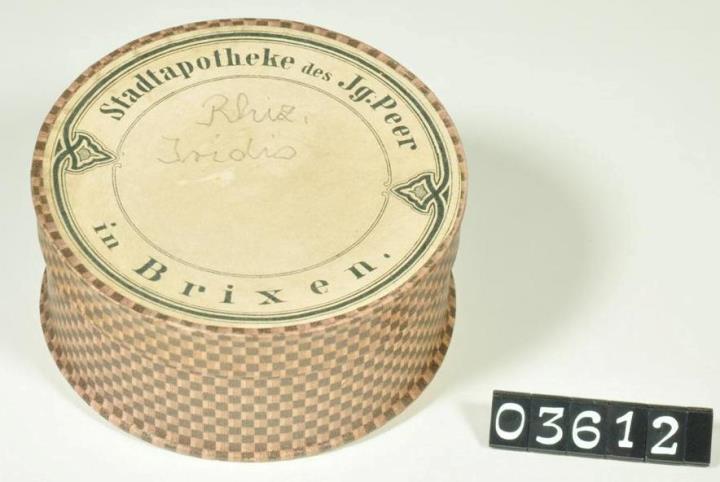 Stadtapotheke des Jg. Peer
Rhiz.
Iridis
in Brixen.
03612